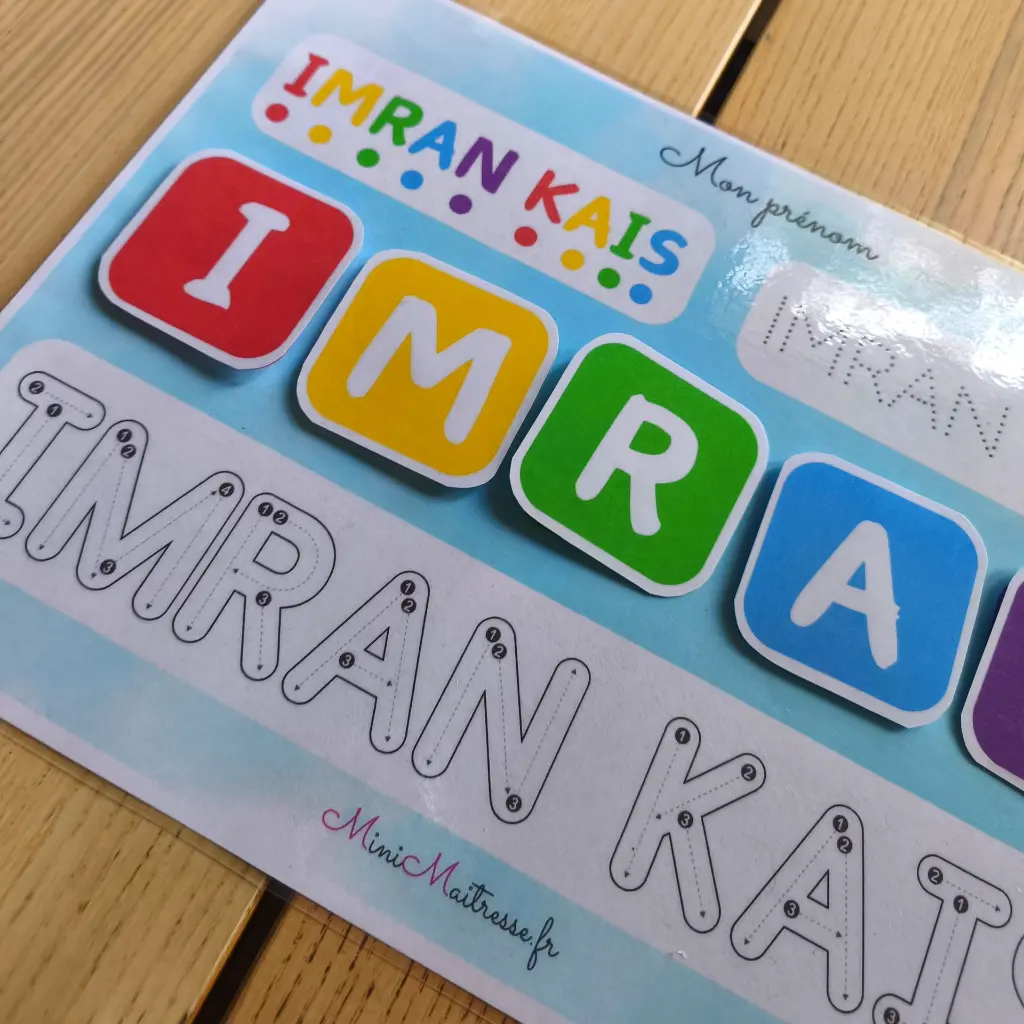 IMRAN KAIS
Mon prénom
IMRAN
I M R A
IMRAN KAIS
MiniMaitresse.fr